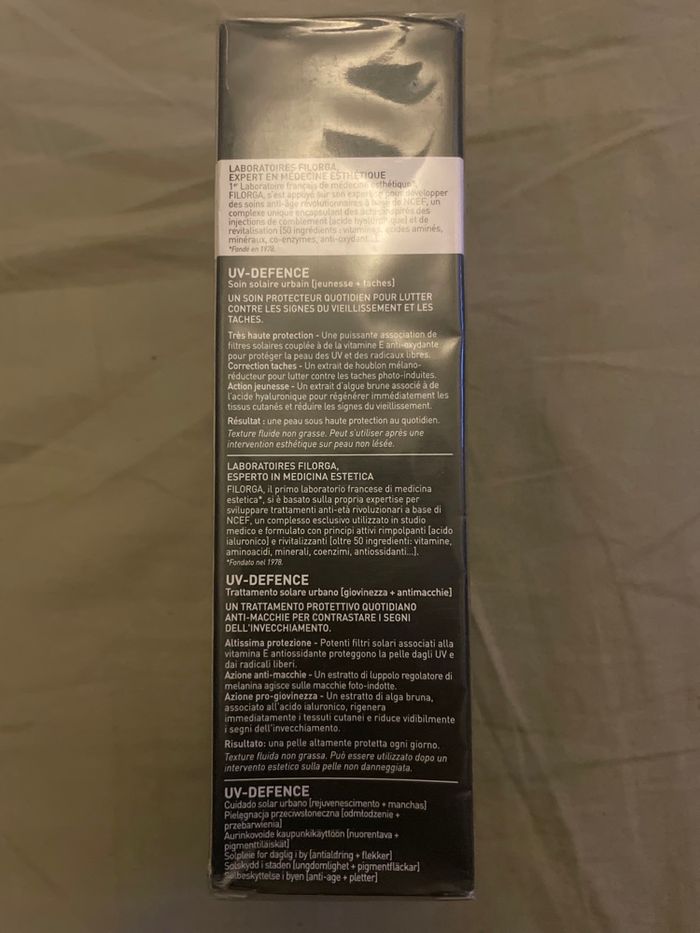 LABORATOIRES FILORGA,
EXPERT EN MÉDECINE ESTHÉTIQUE
1er Laboratoire français de médecine esthétique*,
FILORGA, s'est appuyé sur son expertise pour développer
des soins anti-âge révolutionnaires à base de NCEF, un
complexe unique encapsulant des actifs inspirés des
injections de comblement [acide hyaluronique] et de
revitalisation [50 ingrédients : vitamines, acides aminés,
minéraux, co-enzymes, anti-oxydant...].
*Fondé en 1978.
UV-DEFENCE
Soin solaire urbain [jeunesse + taches]
UN SOIN PROTECTEUR QUOTIDIEN POUR LUTTER
CONTRE LES SIGNES DU VIEILLISSEMENT ET LES
TACHES.
Très haute protection - Une puissante association de
filtres solaires couplée à de la vitamine E anti-oxydante
pour protéger la peau des UV et des radicaux libres.
Correction taches - Un extrait de houblon mélano-
réducteur pour lutter contre les taches photo-induites.
Action jeunesse - Un extrait d'algue brune associé à de
l'acide hyaluronique pour régénérer immédiatement les
tissus cutanés et réduire les signes du vieillissement.
Résultat : une peau sous haute protection au quotidien.
Texture fluide non grasse. Peut s'utiliser après une
intervention esthétique sur peau non lésée.
LABORATOIRES FILORGA,
ESPERTO IN MEDICINA ESTETICA
FILORGA, il primo laboratorio francese di medicina
estetica*, si è basato sulla propria expertise per
sviluppare trattamenti anti-età rivoluzionari a base di
NCEF, un complesso esclusivo utilizzato in studio
medico e formulato con principi attivi rimpolpanti [acido
ialuronico] e rivitalizzanti [oltre 50 ingredienti: vitamine,
aminoacidi, minerali, coenzimi, antiossidanti...].
*Fondato nel 1978.
UV-DEFENCE
Trattamento solare urbano [giovinezza + antimacchie]
UN TRATTAMENTO PROTETTIVO QUOTIDIANO
ANTI-MACCHIE PER CONTRASTARE I SEGNI
DELL'INVECCHIAMENTO.
Altissima protezione - Potenti filtri solari associati alla
vitamina E antiossidante proteggono la pelle dagli UV e
dai radicali liberi.
Azione anti-macchie - Un estratto di luppolo regolatore di
melanina agisce sulle macchie foto-indotte.
Azione pro-giovinezza - Un estratto di alga bruna,
associato all'acido ialuronico, rigenera
immediatamente i tessuti cutanei e riduce vidibilmente
i segni dell'invecchiamento.
Risultato: una pelle altamente protetta ogni giorno.
Texture fluida non grassa. Può essere utilizzato dopo un
intervento estetico sulla pelle non danneggiata.
UV-DEFENCE
Cuidado solar urbano [rejuvenescimento + manchas]
Pielęgnacja przeciwsłoneczna [odmłodzenie +
przebarwienia]
Aurinkovoide kaupunkikäyttöön [nuorentava +
pigmenttiläiskät]
Solpleie for daglig i by [antialdring + flekker]
Solskydd i staden [ungdomlighet + pigmentfläckar]
Solbeskyttelse i byen [anti-age + pletter]